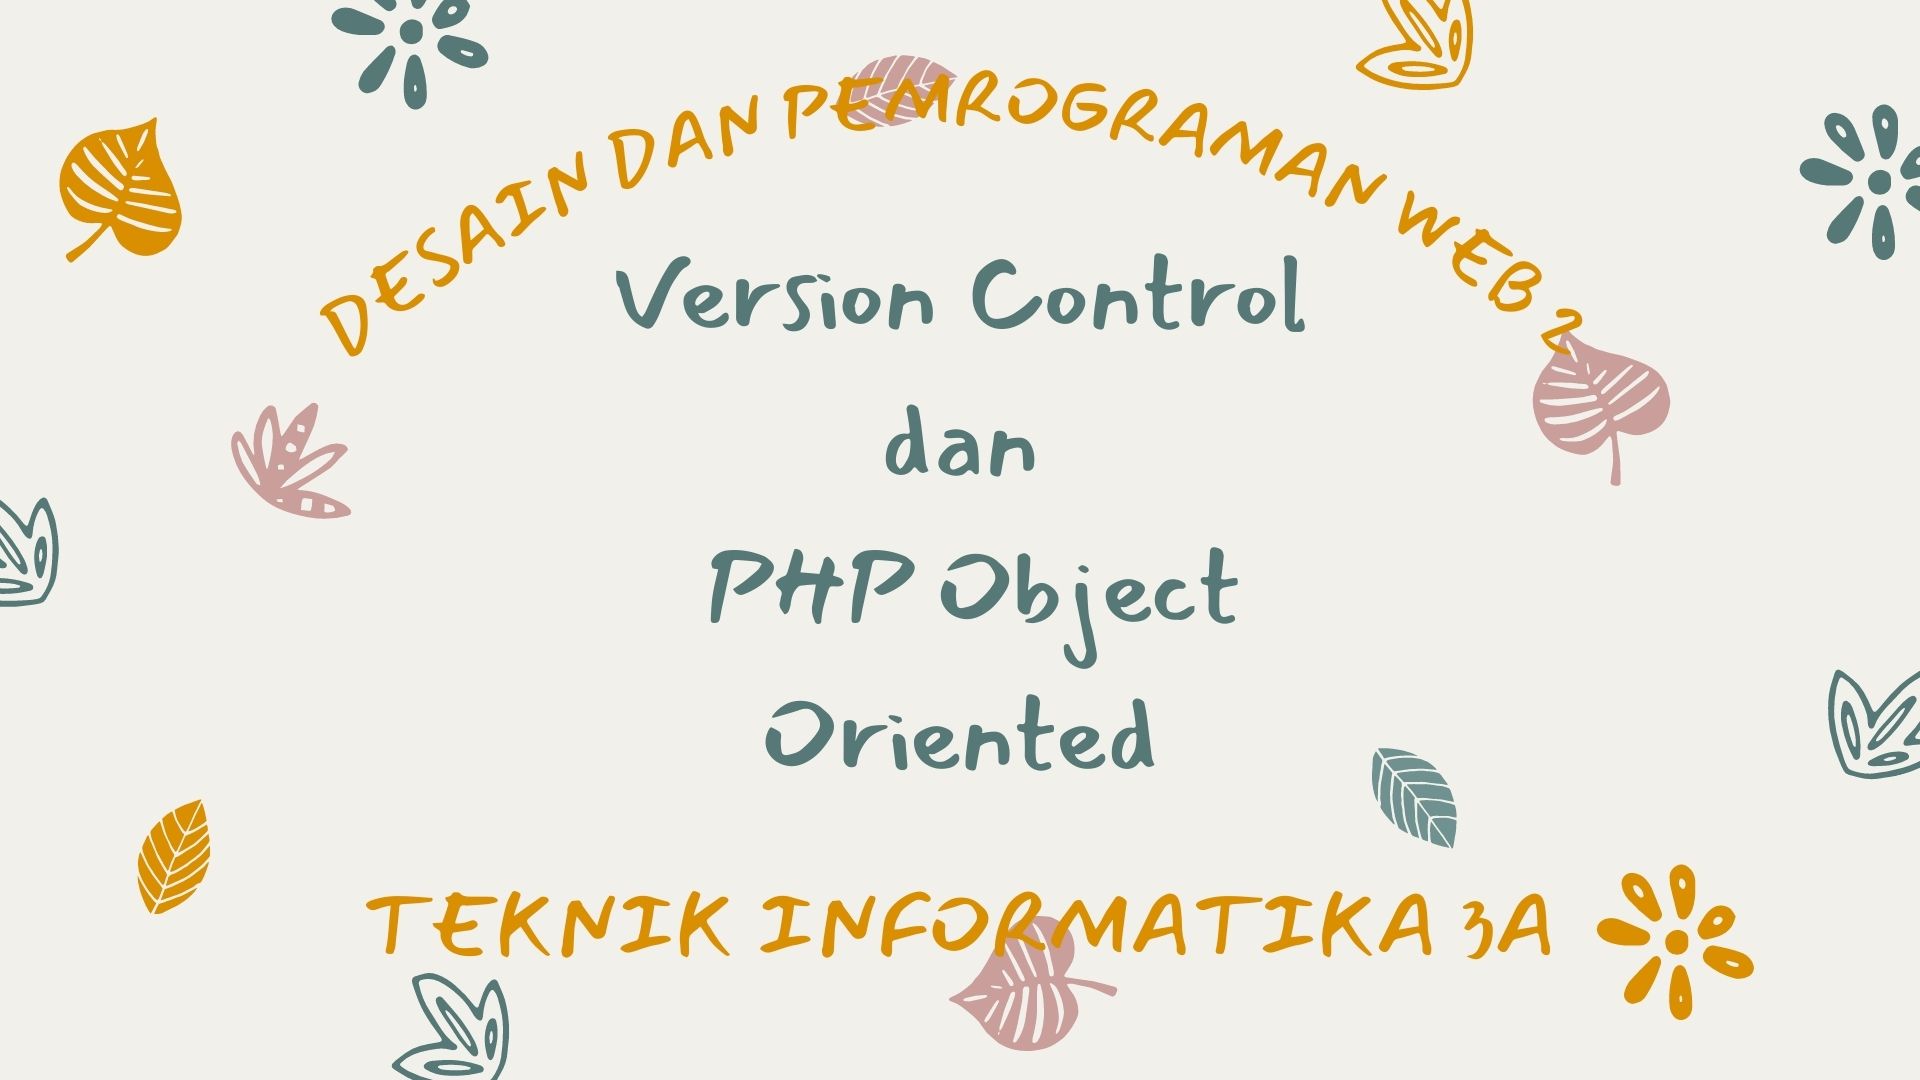 DESAIN DAN PEMROGRAMAN WEB 2
Version Control
dan
PHP Object
Oriented
TEKNIK INFORMATIKA 3A